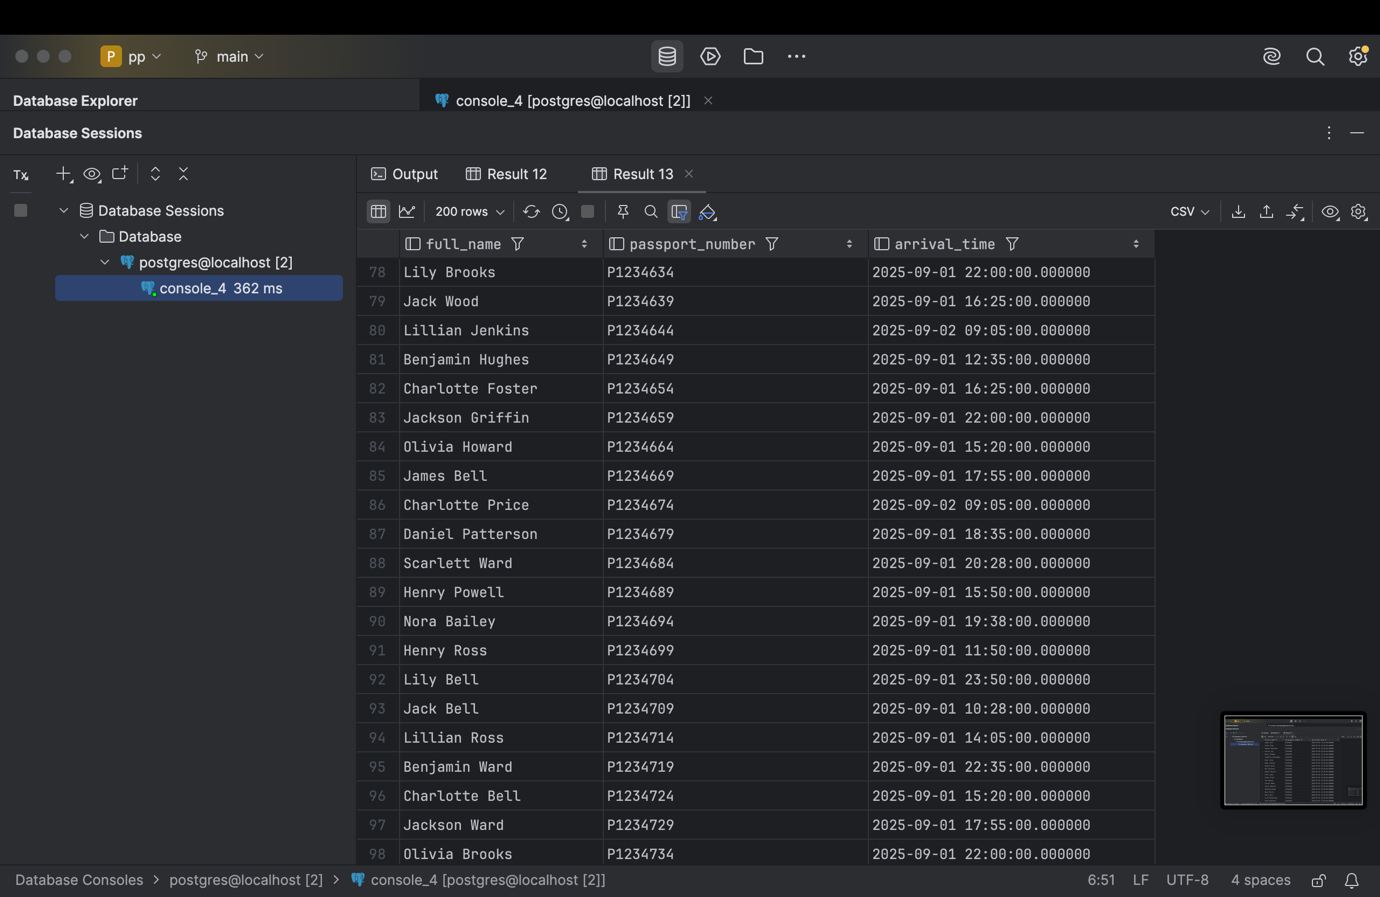 P pp main
Database Explorer
console_4 [postgres@localhost [2]]
Database Sessions
Tx
Output Result 12 Result 13
Database Sessions
Database
postgres@localhost [2]
console_4 362 ms
200 rows CSV
full_name passport_number arrival_time
78 Lily Brooks P1234634 2025-09-01 22:00:00.000000
79 Jack Wood P1234639 2025-09-01 16:25:00.000000
80 Lillian Jenkins P1234644 2025-09-02 09:05:00.000000
81 Benjamin Hughes P1234649 2025-09-01 12:35:00.000000
82 Charlotte Foster P1234654 2025-09-01 16:25:00.000000
83 Jackson Griffin P1234659 2025-09-01 22:00:00.000000
84 Olivia Howard P1234664 2025-09-01 15:20:00.000000
85 James Bell P1234669 2025-09-01 17:55:00.000000
86 Charlotte Price P1234674 2025-09-02 09:05:00.000000
87 Daniel Patterson P1234679 2025-09-01 18:35:00.000000
88 Scarlett Ward P1234684 2025-09-01 20:28:00.000000
89 Henry Powell P1234689 2025-09-01 15:50:00.000000
90 Nora Bailey P1234694 2025-09-01 19:38:00.000000
91 Henry Ross P1234699 2025-09-01 11:50:00.000000
92 Lily Bell P1234704 2025-09-01 23:50:00.000000
93 Jack Bell P1234709 2025-09-01 10:28:00.000000
94 Lillian Ross P1234714 2025-09-01 14:05:00.000000
95 Benjamin Ward P1234719 2025-09-01 22:35:00.000000
96 Charlotte Bell P1234724 2025-09-01 15:20:00.000000
97 Jackson Ward P1234729 2025-09-01 17:55:00.000000
98 Olivia Brooks P1234734 2025-09-01 22:00:00.000000
Database Consoles > postgres@localhost [2] > console_4 [postgres@localhost [2]] 6:51 LF UTF-8 4 spaces